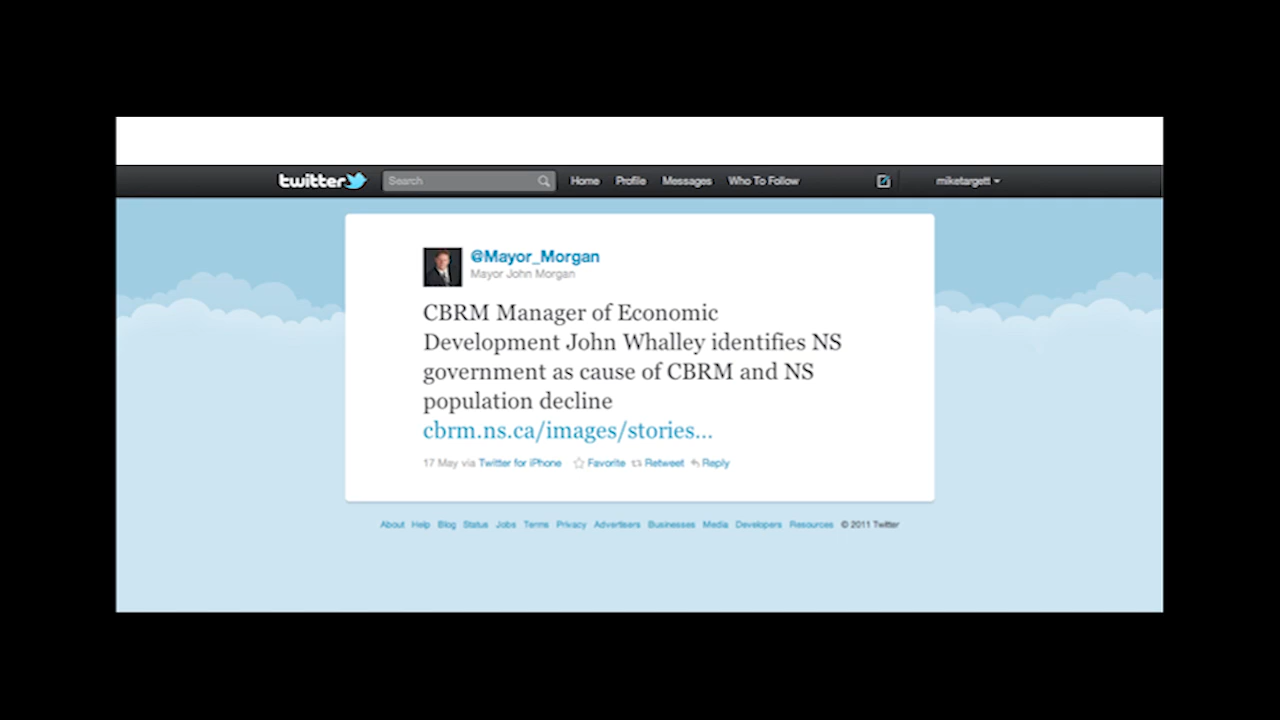 twitter Search Home Profile Messages Who To Follow miketargett
@Mayor_Morgan
Mayor John Morgan
CBRM Manager of Economic
Development John Whalley identifies NS
government as cause of CBRM and NS
population decline
cbrm.ns.ca/images/stories...
17 May via Twitter for iPhone Favorite Retweet Reply
About Help Blog Status Jobs Terms Privacy Advertisers Businesses Media Developers Resources © 2011 Twitter